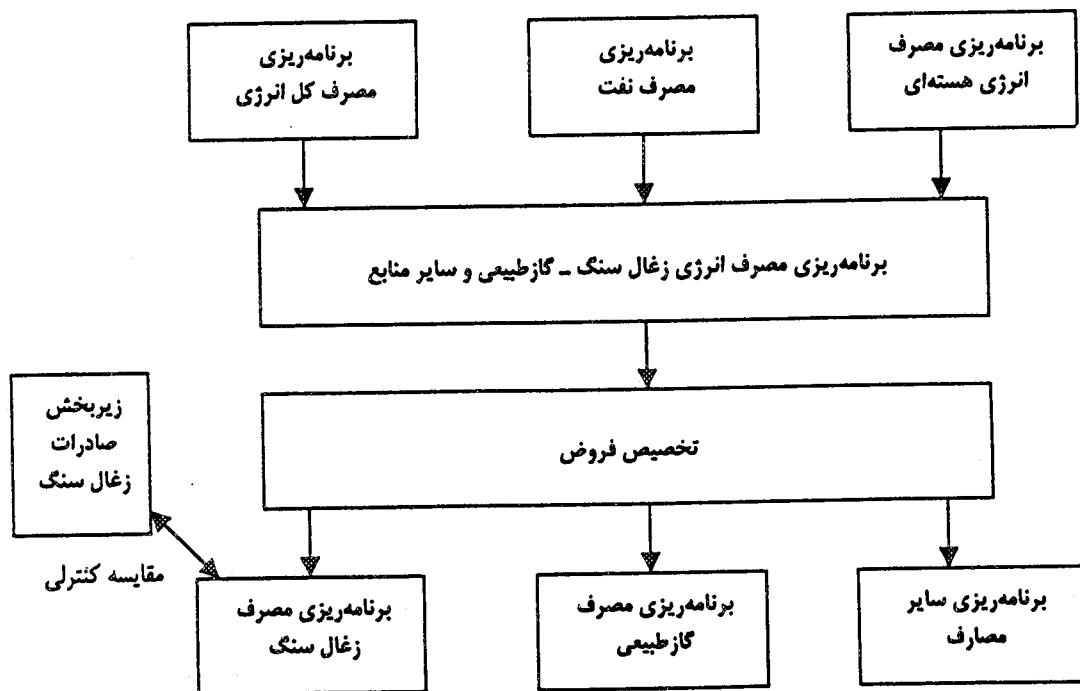 برنامه‌ریزی مصرف
انرژی هسته‌ای
برنامه‌ریزی
مصرف نفت
برنامه‌ریزی
مصرف کل انرژی
برنامه‌ریزی مصرف انرژی زغال سنگ ـ گازطبیعی و سایر منابع
تخصیص فروض
زیربخش
صادرات
زغال سنگ
مقایسه کنترلی
برنامه‌ریزی سایر
مصارف
برنامه‌ریزی مصرف
گازطبیعی
برنامه‌ریزی مصرف
زغال سنگ